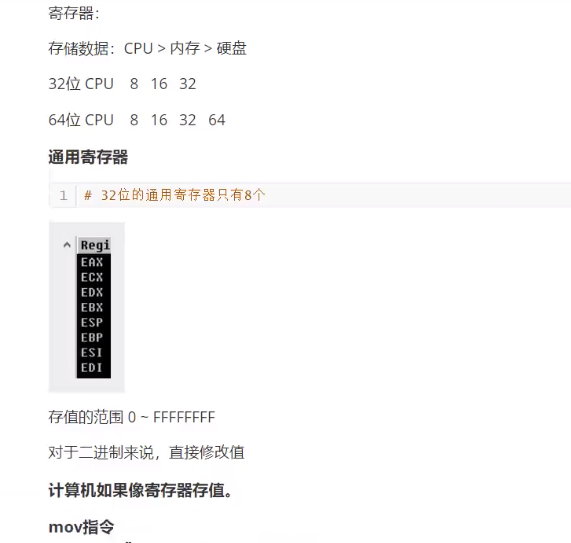 寄存器：
存储数据：CPU > 内存 > 硬盘
32位 CPU 8 16 32
64位 CPU 8 16 32 64
通用寄存器
1 # 32位的通用寄存器只有8个
Regi
EAX
ECX
EDX
EBX
ESP
EBP
ESI
EDI
存值的范围 0 ~ FFFFFFFF
对于二进制来说，直接修改值
计算机如果像寄存器存值。
mov指令